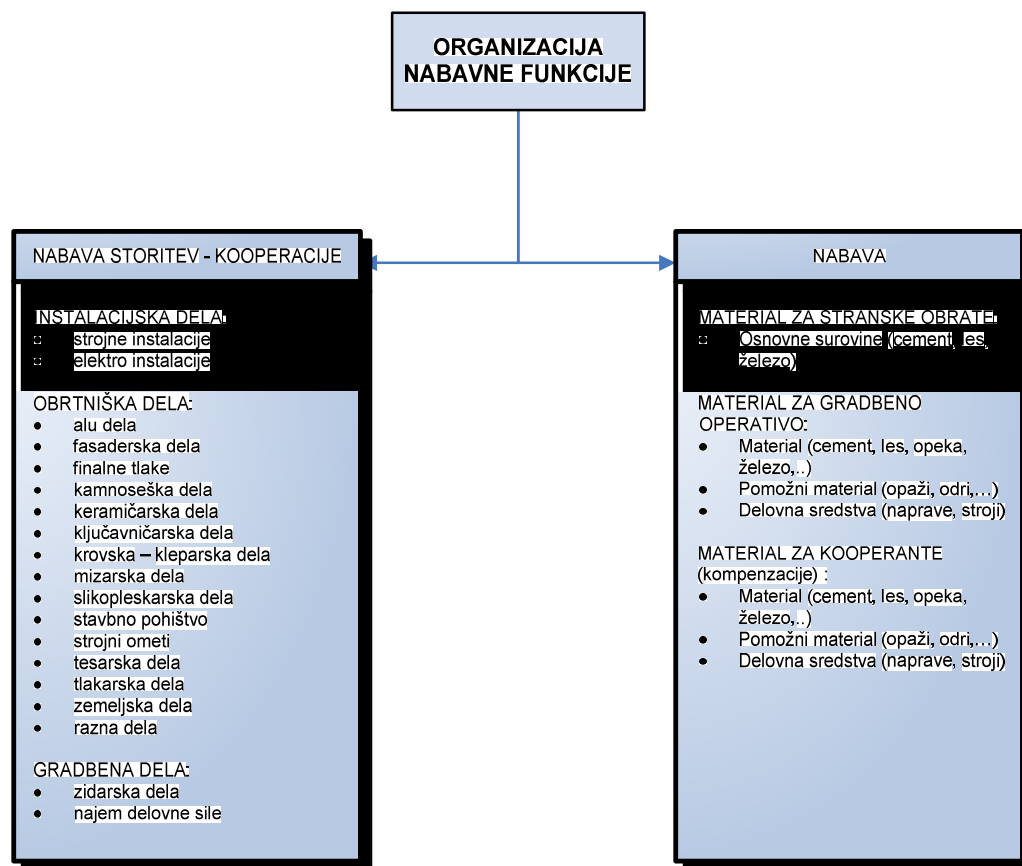 ORGANIZACIJA
NABAVNE FUNKCIJE
NABAVA STORITEV - KOOPERACIJE
INSTALACIJSKA DELA:
strojne instalacije
elektro instalacije
OBRTNIŠKA DELA:
• alu dela
• fasaderska dela
• finalne tlake
• kamnoseška dela
• keramičarska dela
• ključavničarska dela
• krovska – kleparska dela
• mizarska dela
• slikopleskarska dela
• stavbno pohištvo
• strojni ometi
• tesarska dela
• tlakarska dela
• zemeljska dela
• razna dela
GRADBENA DELA:
• zidarska dela
• najem delovne sile
NABAVA
MATERIAL ZA STRANSKE OBRATE:
Osnovne surovine (cement, les,
železo)
MATERIAL ZA GRADBENO
OPERATIVO:
• Material (cement, les, opeka,
železo,..)
• Pomožni material (opaži, odri,…)
• Delovna sredstva (naprave, stroji)
MATERIAL ZA KOOPERANTE
(kompenzacije) :
• Material (cement, les, opeka,
železo,..)
• Pomožni material (opaži, odri,…)
• Delovna sredstva (naprave, stroji)